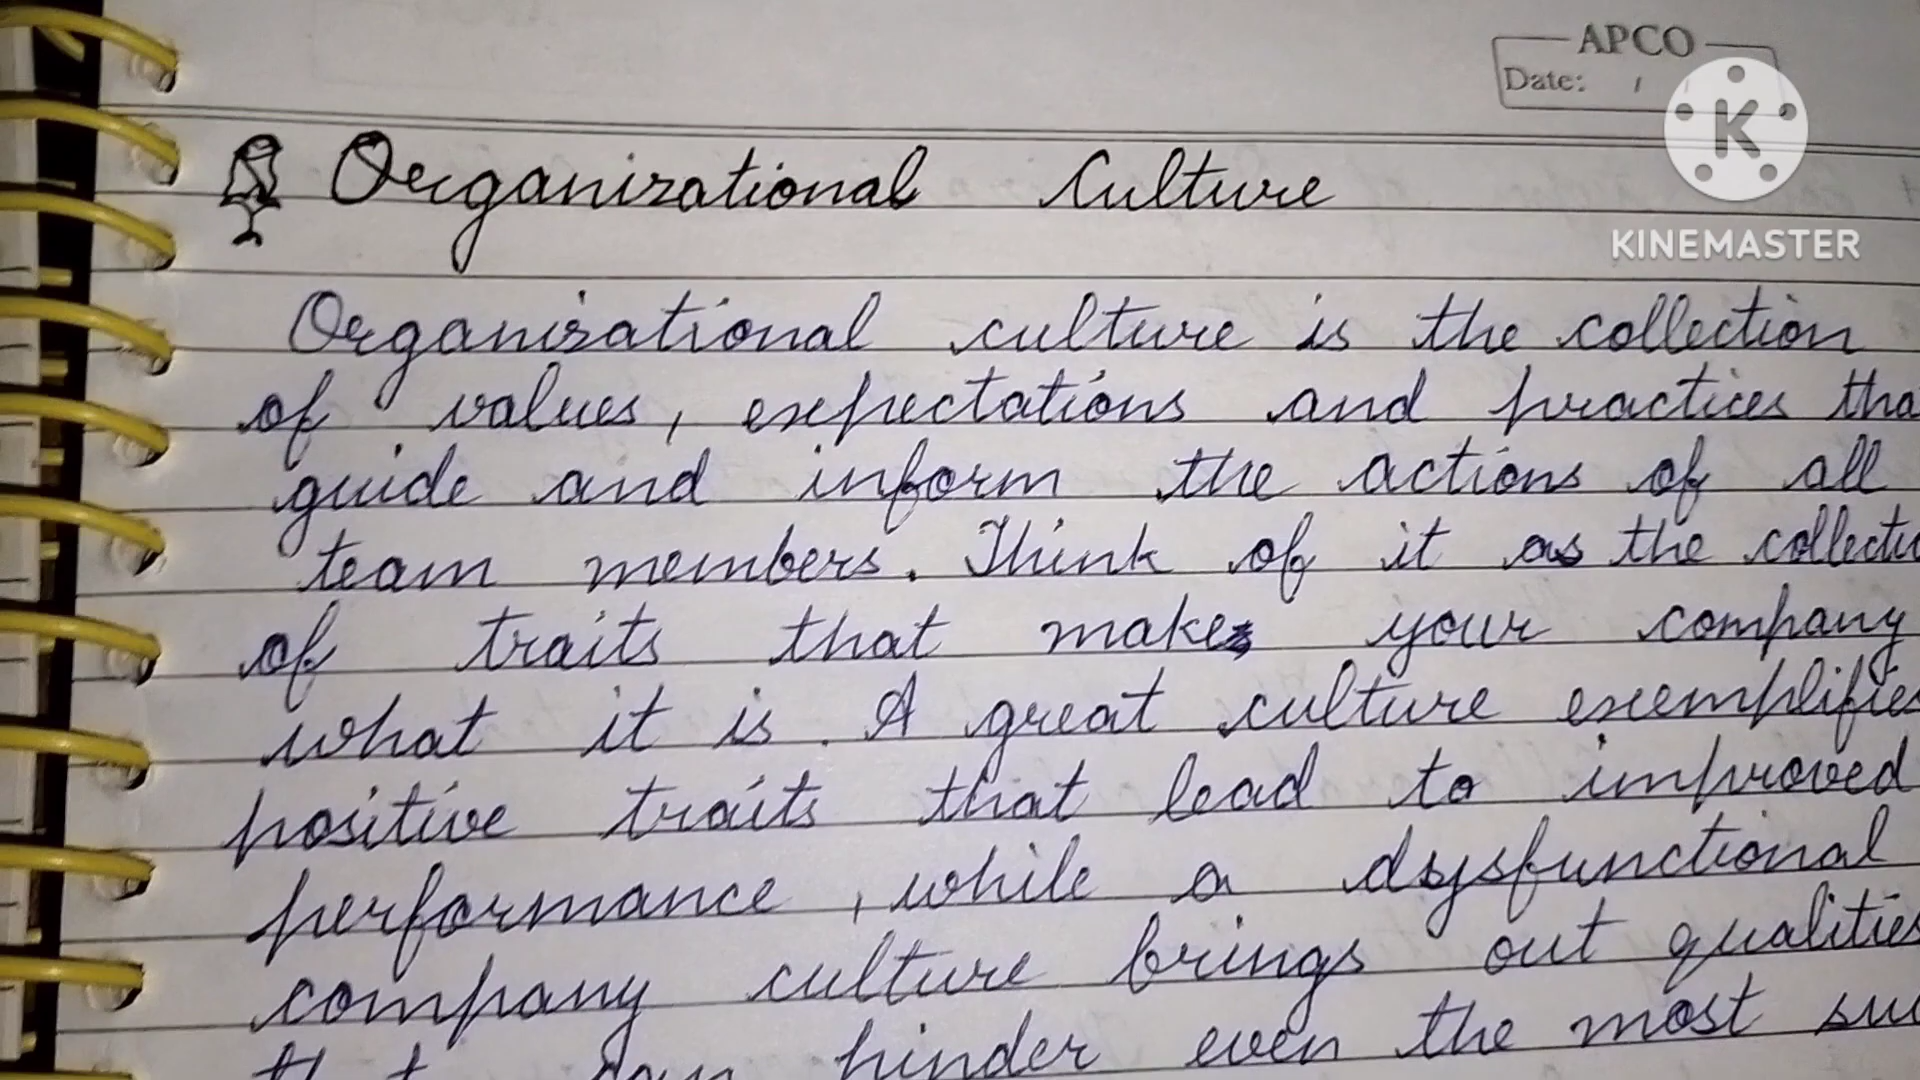 APCO
Date: / /
KINEMASTER
Organizational Culture
Organizational culture is the collection
of values, expectations and practices tha
guide and inform the actions of all
team members. Think of it as the collecti
of traits that make your company
what it is. A great culture exemplifies
positive traits that lead to improved
performance, while a dysfunctional
company culture brings out qualities
hinder even the most suc